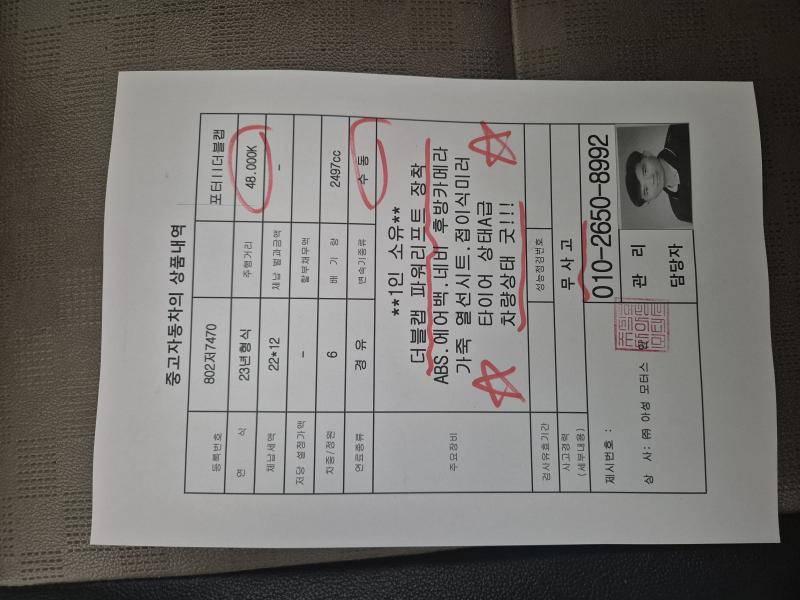 중고자동차의 상품내역
등록번호 802저7470 포터II더블캡
연 식 23년형식 주행거리 48.000K
체납세액 22*12 체납 범과금액 -
저당 설정가액 - 할부채무액
차종/정원 6 배 기 량 2497cc
연료종류 경 유 변속기종류 수 동
주요장비
**1인 소유**
더블캡 파워리프트 장착
ABS.에어백.네비 후방카메라
가죽 열선시트.접이식미러
타이어 상태A급
차량상태 굿!!!
검사유효기간 성능점검번호
사고경력
(세부내용)
무사고
제시번호 : 010-2650-8992
상 사: ㈜ 아성 모터스
관 리
담당자